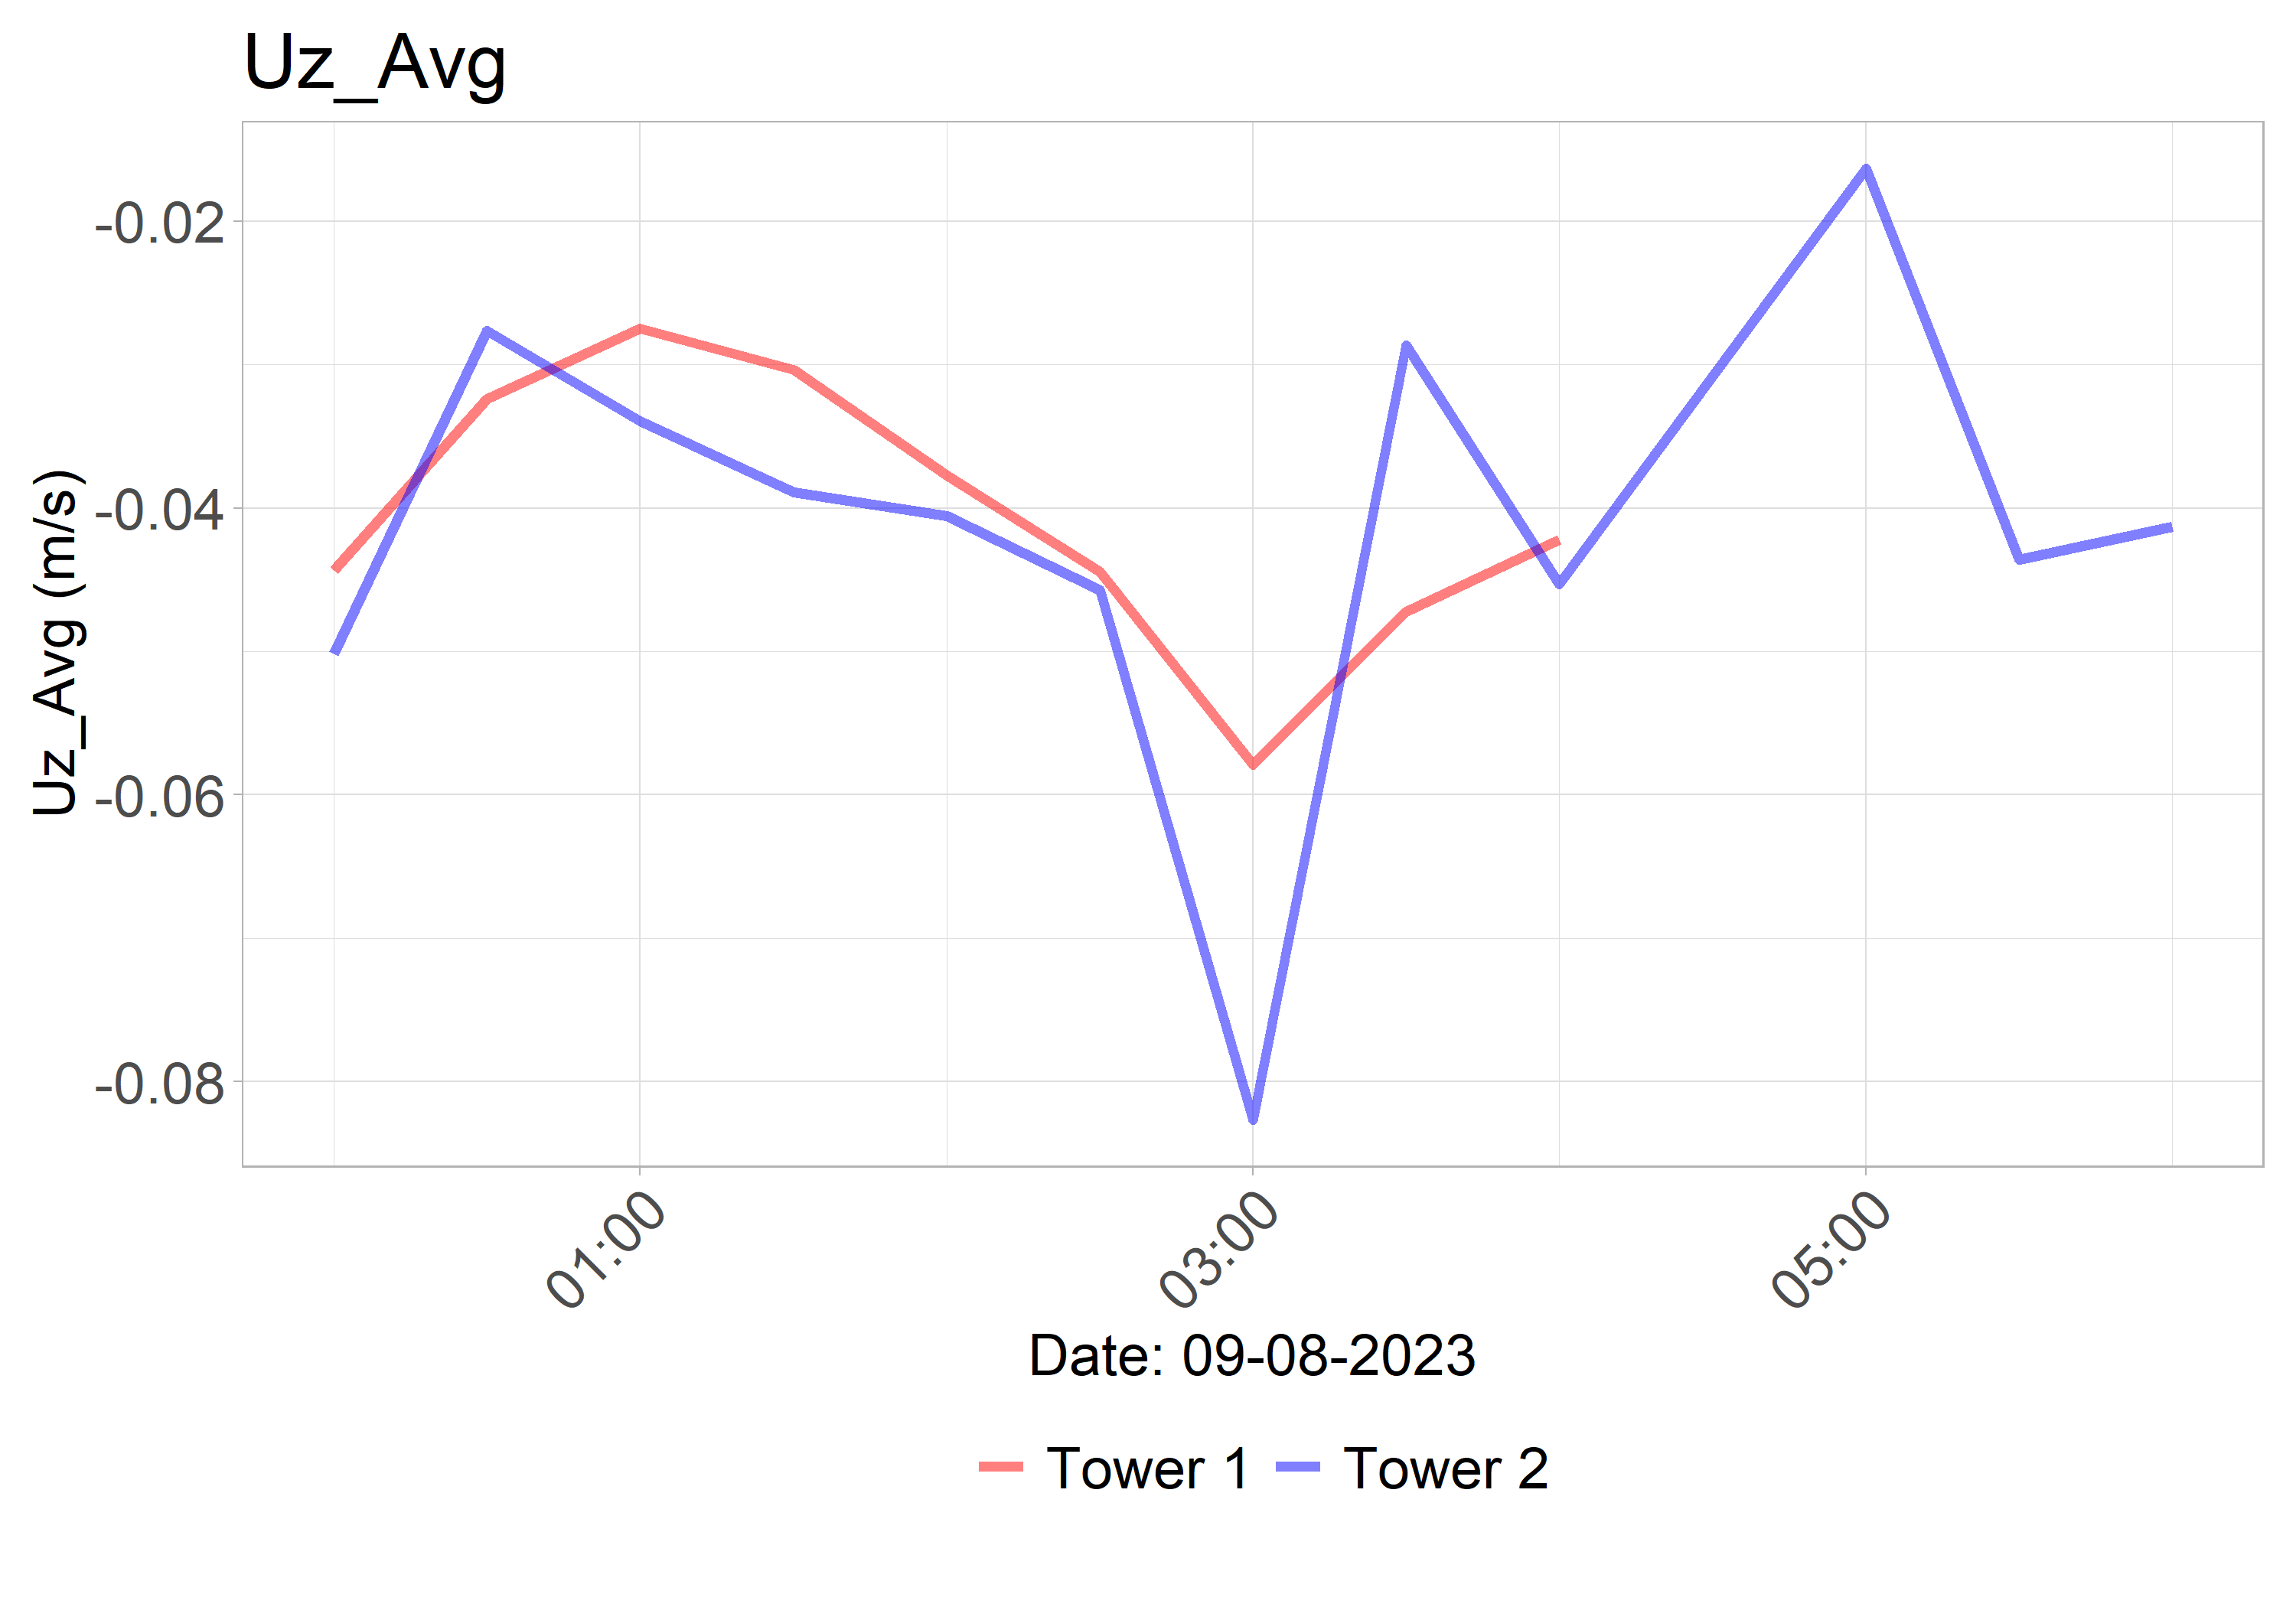 Uz_Avg
Uz_Avg (m/s)
-0.02
-0.04
-0.06
-0.08
01:00
03:00
05:00
Date: 09-08-2023
Tower 1
Tower 2